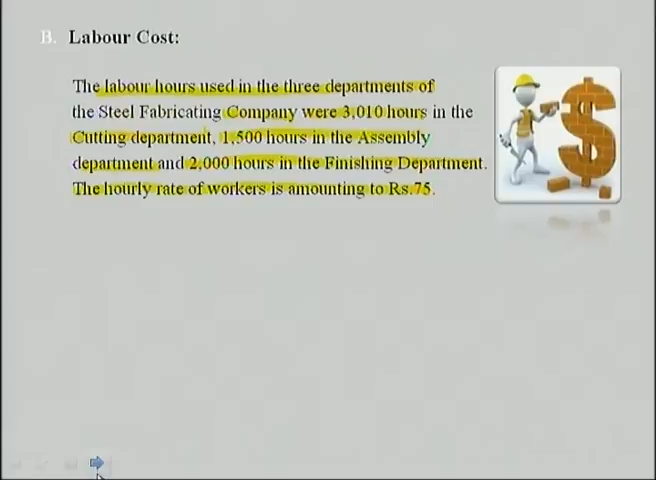 B. Labour Cost:
The labour hours used in the three departments of
the Steel Fabricating Company were 3,010 hours in the
Cutting department, 1,500 hours in the Assembly
department and 2,000 hours in the Finishing Department.
The hourly rate of workers is amounting to Rs.75.